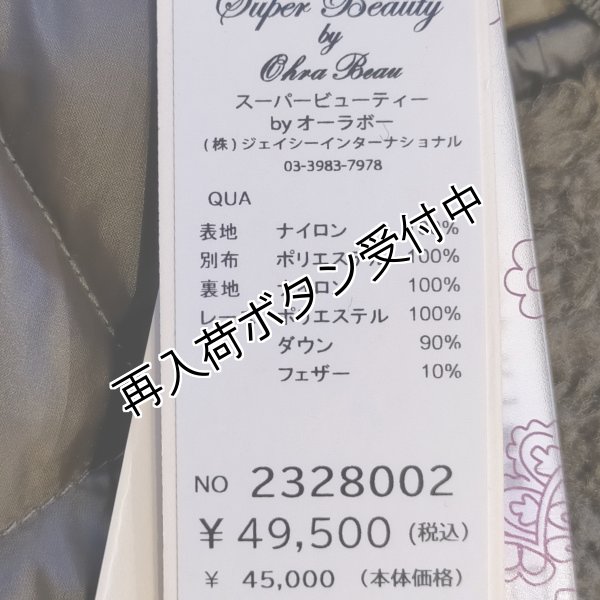 Super Beauty
by
Ohra Beau
スーパービューティー
by オーラボー
(株)ジェイシーインターナショナル
03-3983-7978
QUA
表地 ナイロン
別布 ポリエステル 100%
裏地 100%
ポリエステル 100%
ダウン 90%
フェザー 10%
再入荷ボタン受付中
NO 2328002
¥ 49,500 (税込)
¥ 45,000 (本体価格)